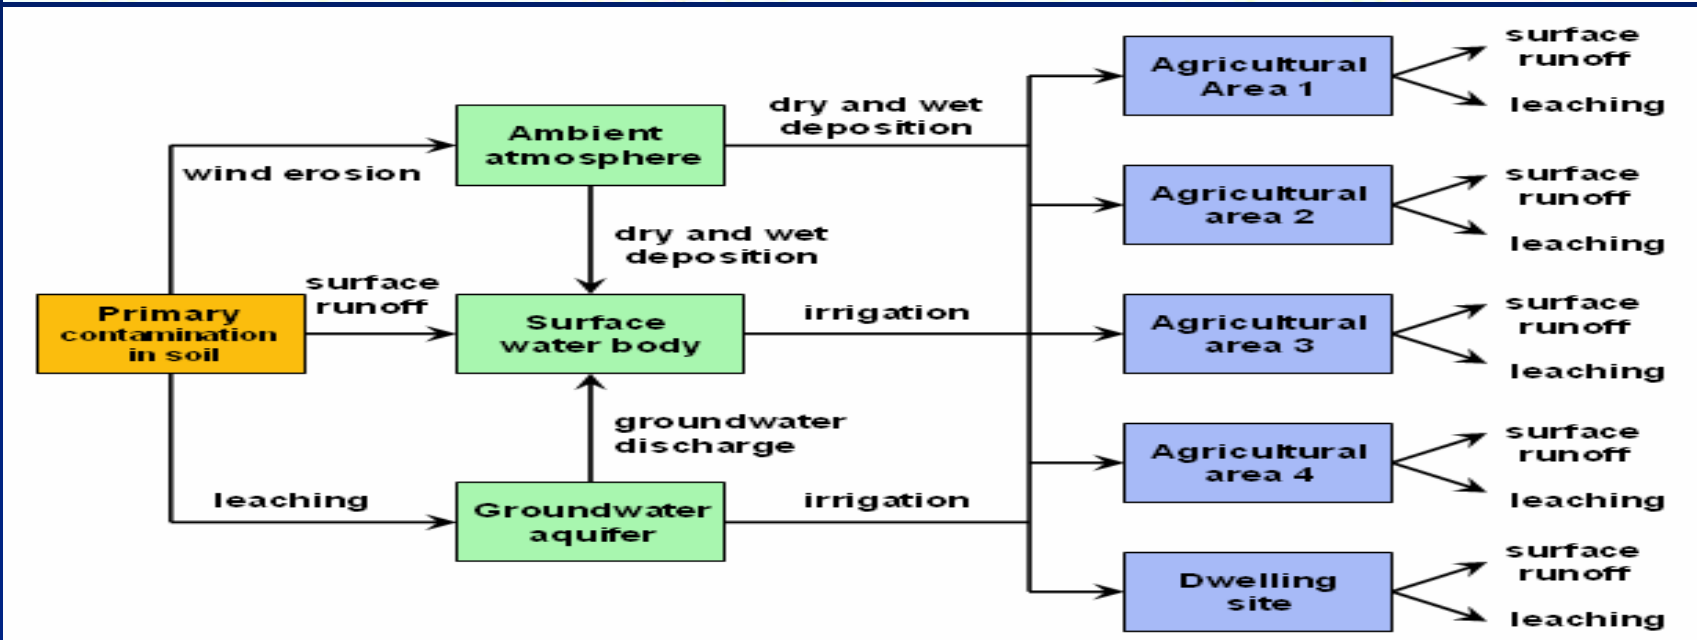 surface
runoff
Agricultural
Area 1
leaching
dry and wet
deposition
Ambient
atmosphere
wind erosion
surface
runoff
Agricultural
area 2
leaching
dry and wet
deposition
surface
runoff
Primary
contamination
in soil
Surface
water body
irrigation
Agricultural
area 3
surface
runoff
leaching
groundwater
discharge
Agricultural
area 4
surface
runoff
leaching
leaching
Groundwater
aquifer
irrigation
Dwelling
site
surface
runoff
leaching